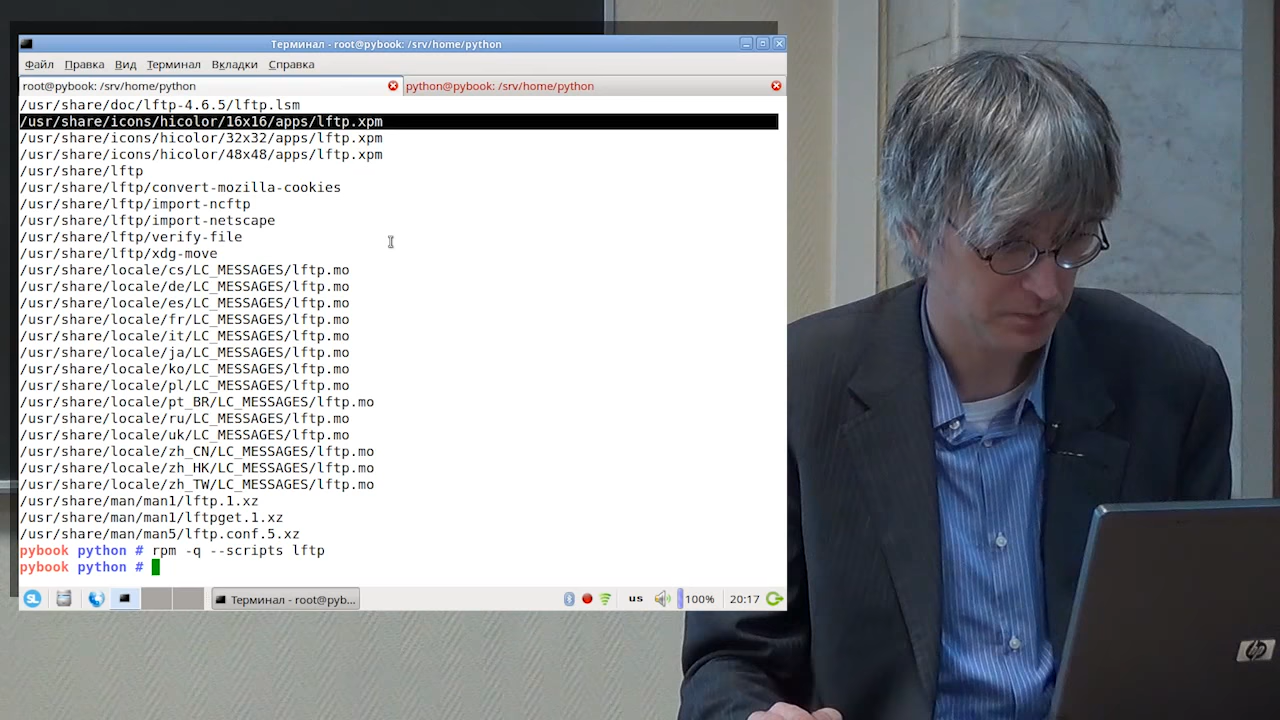 Терминал - root@pybook: /srv/home/python
Файл Правка Вид Терминал Вкладки Справка
root@pybook: /srv/home/python python@pybook: /srv/home/python
/usr/share/doc/lftp-4.6.5/lftp.lsm
/usr/share/icons/hicolor/16x16/apps/lftp.xpm
/usr/share/icons/hicolor/32x32/apps/lftp.xpm
/usr/share/icons/hicolor/48x48/apps/lftp.xpm
/usr/share/lftp
/usr/share/lftp/convert-mozilla-cookies
/usr/share/lftp/import-ncftp
/usr/share/lftp/import-netscape
/usr/share/lftp/verify-file
/usr/share/lftp/xdg-move
/usr/share/locale/cs/LC_MESSAGES/lftp.mo
/usr/share/locale/de/LC_MESSAGES/lftp.mo
/usr/share/locale/es/LC_MESSAGES/lftp.mo
/usr/share/locale/fr/LC_MESSAGES/lftp.mo
/usr/share/locale/it/LC_MESSAGES/lftp.mo
/usr/share/locale/ja/LC_MESSAGES/lftp.mo
/usr/share/locale/ko/LC_MESSAGES/lftp.mo
/usr/share/locale/pl/LC_MESSAGES/lftp.mo
/usr/share/locale/pt_BR/LC_MESSAGES/lftp.mo
/usr/share/locale/ru/LC_MESSAGES/lftp.mo
/usr/share/locale/uk/LC_MESSAGES/lftp.mo
/usr/share/locale/zh_CN/LC_MESSAGES/lftp.mo
/usr/share/locale/zh_HK/LC_MESSAGES/lftp.mo
/usr/share/locale/zh_TW/LC_MESSAGES/lftp.mo
/usr/share/man/man1/lftp.1.xz
/usr/share/man/man1/lftpget.1.xz
/usr/share/man/man5/lftp.conf.5.xz
pybook python # rpm -q --scripts lftp
pybook python #
SL Терминал - root@pyb... us 100% 20:17
hp